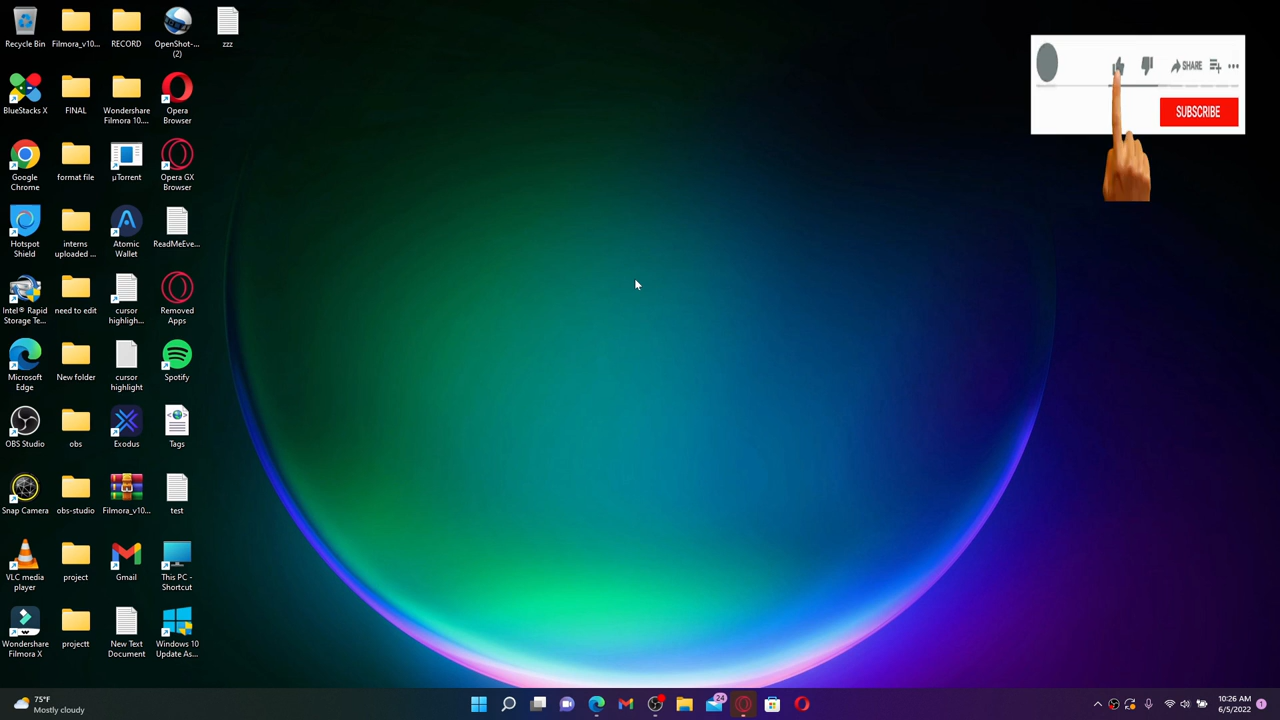 Recycle Bin
Filmora_v10...
RECORD
OpenShot-...
(2)
zzz
BlueStacks X
FINAL
Wondershare
Filmora 10....
Opera
Browser
Google
Chrome
format file
µTorrent
Opera GX
Browser
Hotspot
Shield
interns
uploaded ...
Atomic
Wallet
ReadMeEve...
Intel® Rapid
Storage Te...
need to edit
cursor
highligh...
Removed
Apps
Microsoft
Edge
New folder
cursor
highlight
Spotify
OBS Studio
obs
Exodus
Tags
Snap Camera
obs-studio
Filmora_v10...
test
VLC media
player
project
Gmail
This PC -
Shortcut
Wondershare
Filmora X
projectt
New Text
Document
Windows 10
Update As...
SHARE
SUBSCRIBE
75°F
Mostly cloudy
24
10:26 AM
6/5/2022
1